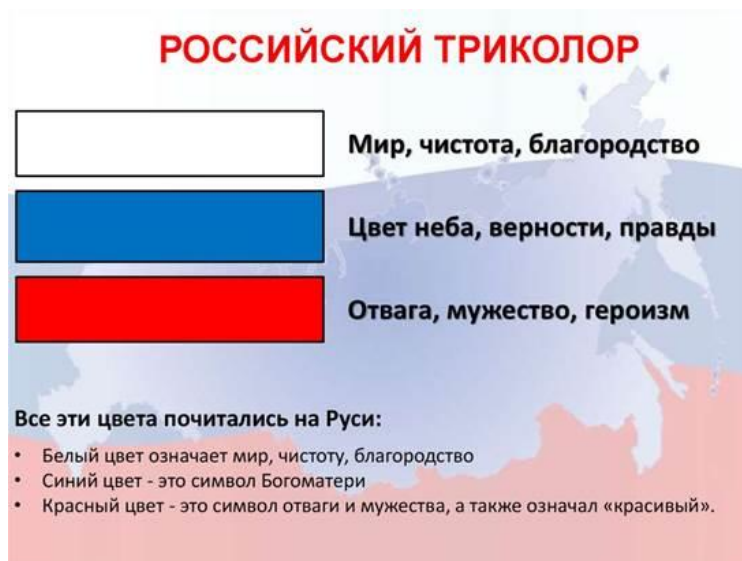 РОССИЙСКИЙ ТРИКОЛОР
Мир, чистота, благородство
Цвет неба, верности, правды
Отвага, мужество, героизм
Все эти цвета почитались на Руси:
• Белый цвет означает мир, чистоту, благородство
• Синий цвет - это символ Богоматери
• Красный цвет - это символ отваги и мужества, а также означал «красивый».